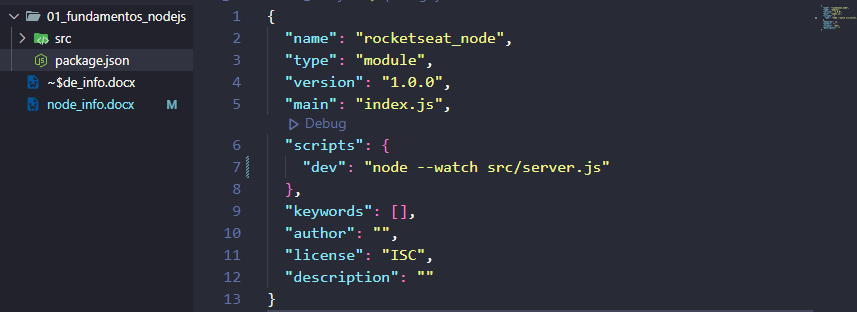 01_fundamentos_nodejs
src
package.json
~$de_info.docx
node_info.docx M
1 {
2 "name": "rocketseat_node",
3 "type": "module",
4 "version": "1.0.0",
5 "main": "index.js",
Debug
6 "scripts": {
7 "dev": "node --watch src/server.js"
8 },
9 "keywords": [],
10 "author": "",
11 "license": "ISC",
12 "description": ""
13 }